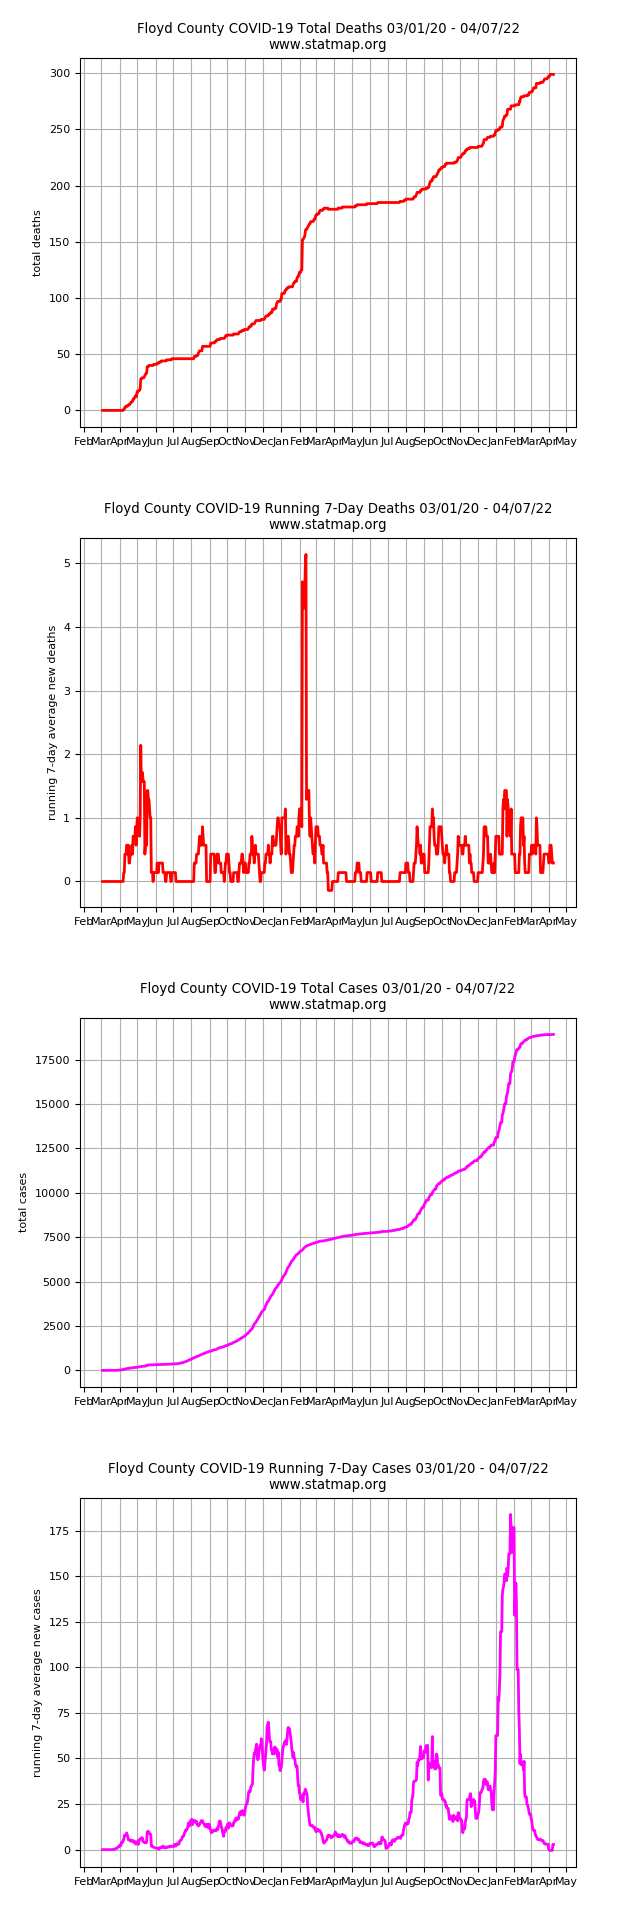 Floyd County COVID-19 Total Deaths 03/01/20 - 04/07/22
www.statmap.org
300
250
200
150
100
50
0
total deaths
Feb Mar Apr May Jun Jul Aug Sep Oct Nov Dec Jan Feb Mar Apr May Jun Jul Aug Sep Oct Nov Dec Jan Feb Mar Apr May
Floyd County COVID-19 Running 7-Day Deaths 03/01/20 - 04/07/22
www.statmap.org
5
4
3
2
1
0
running 7-day average new deaths
Feb Mar Apr May Jun Jul Aug Sep Oct Nov Dec Jan Feb Mar Apr May Jun Jul Aug Sep Oct Nov Dec Jan Feb Mar Apr May
Floyd County COVID-19 Total Cases 03/01/20 - 04/07/22
www.statmap.org
17500
15000
12500
10000
7500
5000
2500
0
total cases
Feb Mar Apr May Jun Jul Aug Sep Oct Nov Dec Jan Feb Mar Apr May Jun Jul Aug Sep Oct Nov Dec Jan Feb Mar Apr May
Floyd County COVID-19 Running 7-Day Cases 03/01/20 - 04/07/22
www.statmap.org
175
150
125
100
75
50
25
0
running 7-day average new cases
Feb Mar Apr May Jun Jul Aug Sep Oct Nov Dec Jan Feb Mar Apr May Jun Jul Aug Sep Oct Nov Dec Jan Feb Mar Apr May